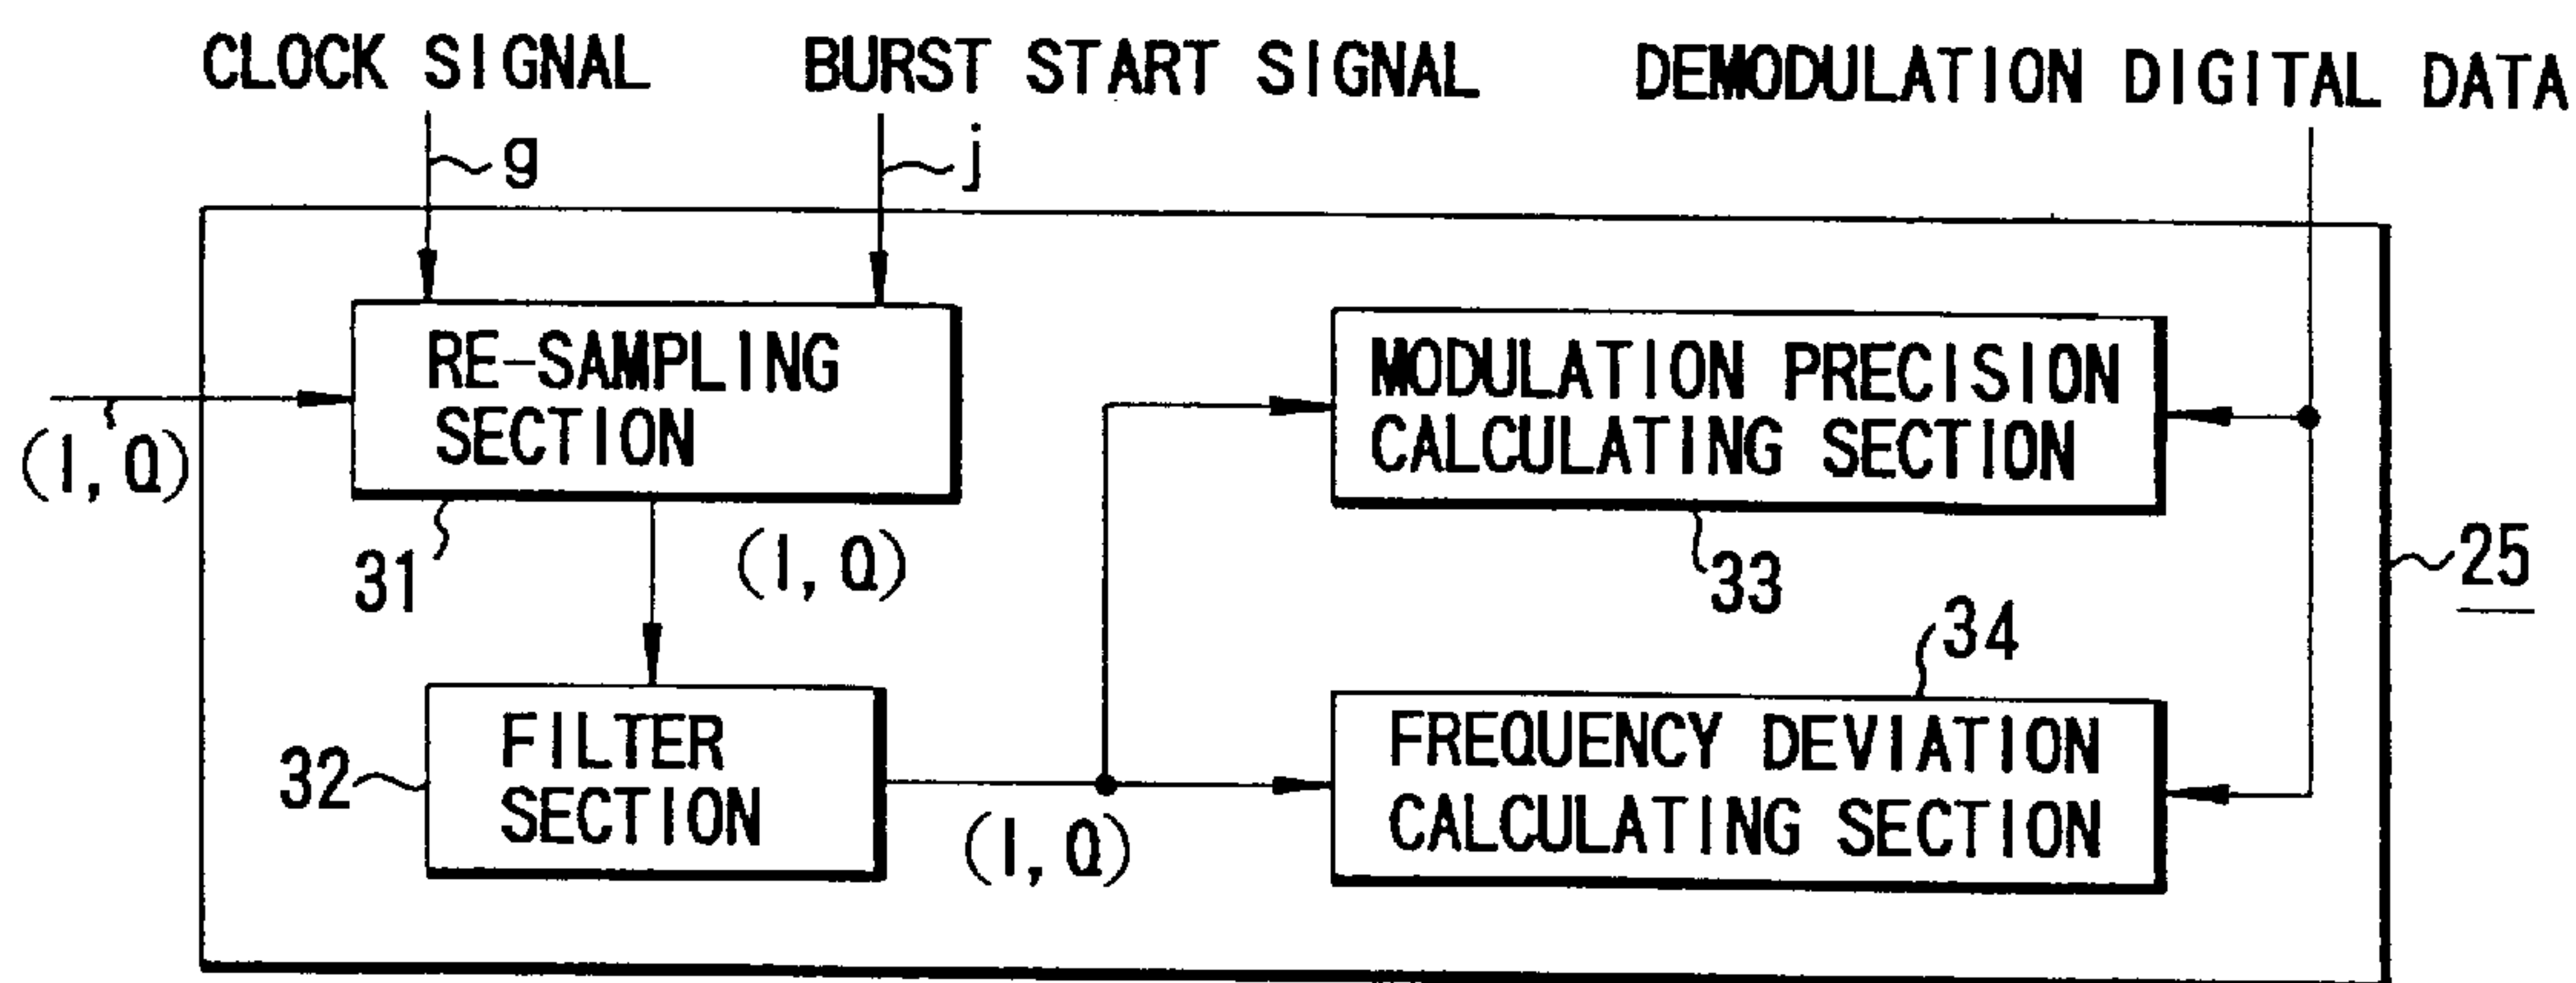 CLOCK SIGNAL
BURST START SIGNAL
DEMODULATION DIGITAL DATA
g
j
RE-SAMPLING
SECTION
(I, Q)
31
(I, Q)
MODULATION PRECISION
CALCULATING SECTION
33
25
34
FILTER
SECTION
32
(I, Q)
FREQUENCY DEVIATION
CALCULATING SECTION